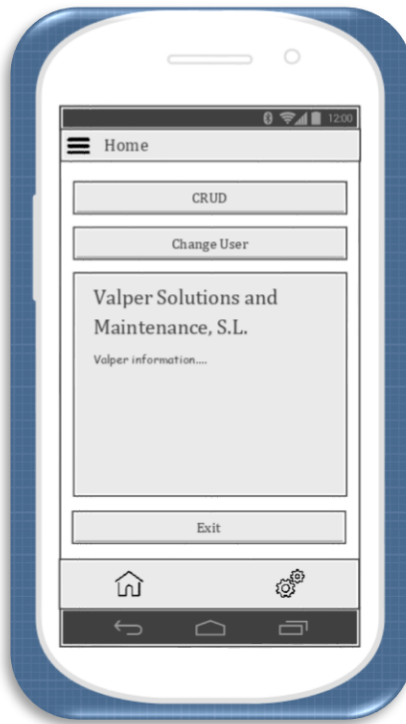 12:00
Home
CRUD
Change User
Valper Solutions and
Maintenance, S.L.
Valper information....
Exit